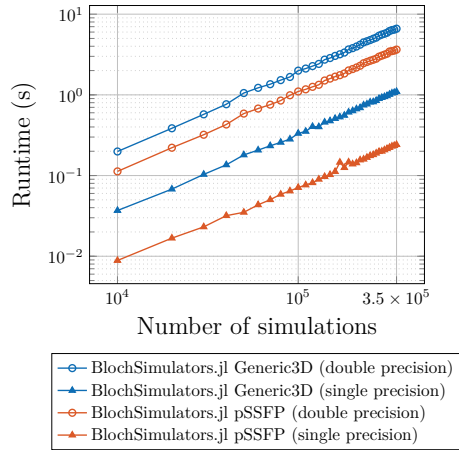 10^1
10^0
10^{-1}
10^{-2}
Runtime (s)
10^4
10^5
3.5 × 10^5
Number of simulations
BlochSimulators.jl Generic3D (double precision)
BlochSimulators.jl Generic3D (single precision)
BlochSimulators.jl pSSFP (double precision)
BlochSimulators.jl pSSFP (single precision)